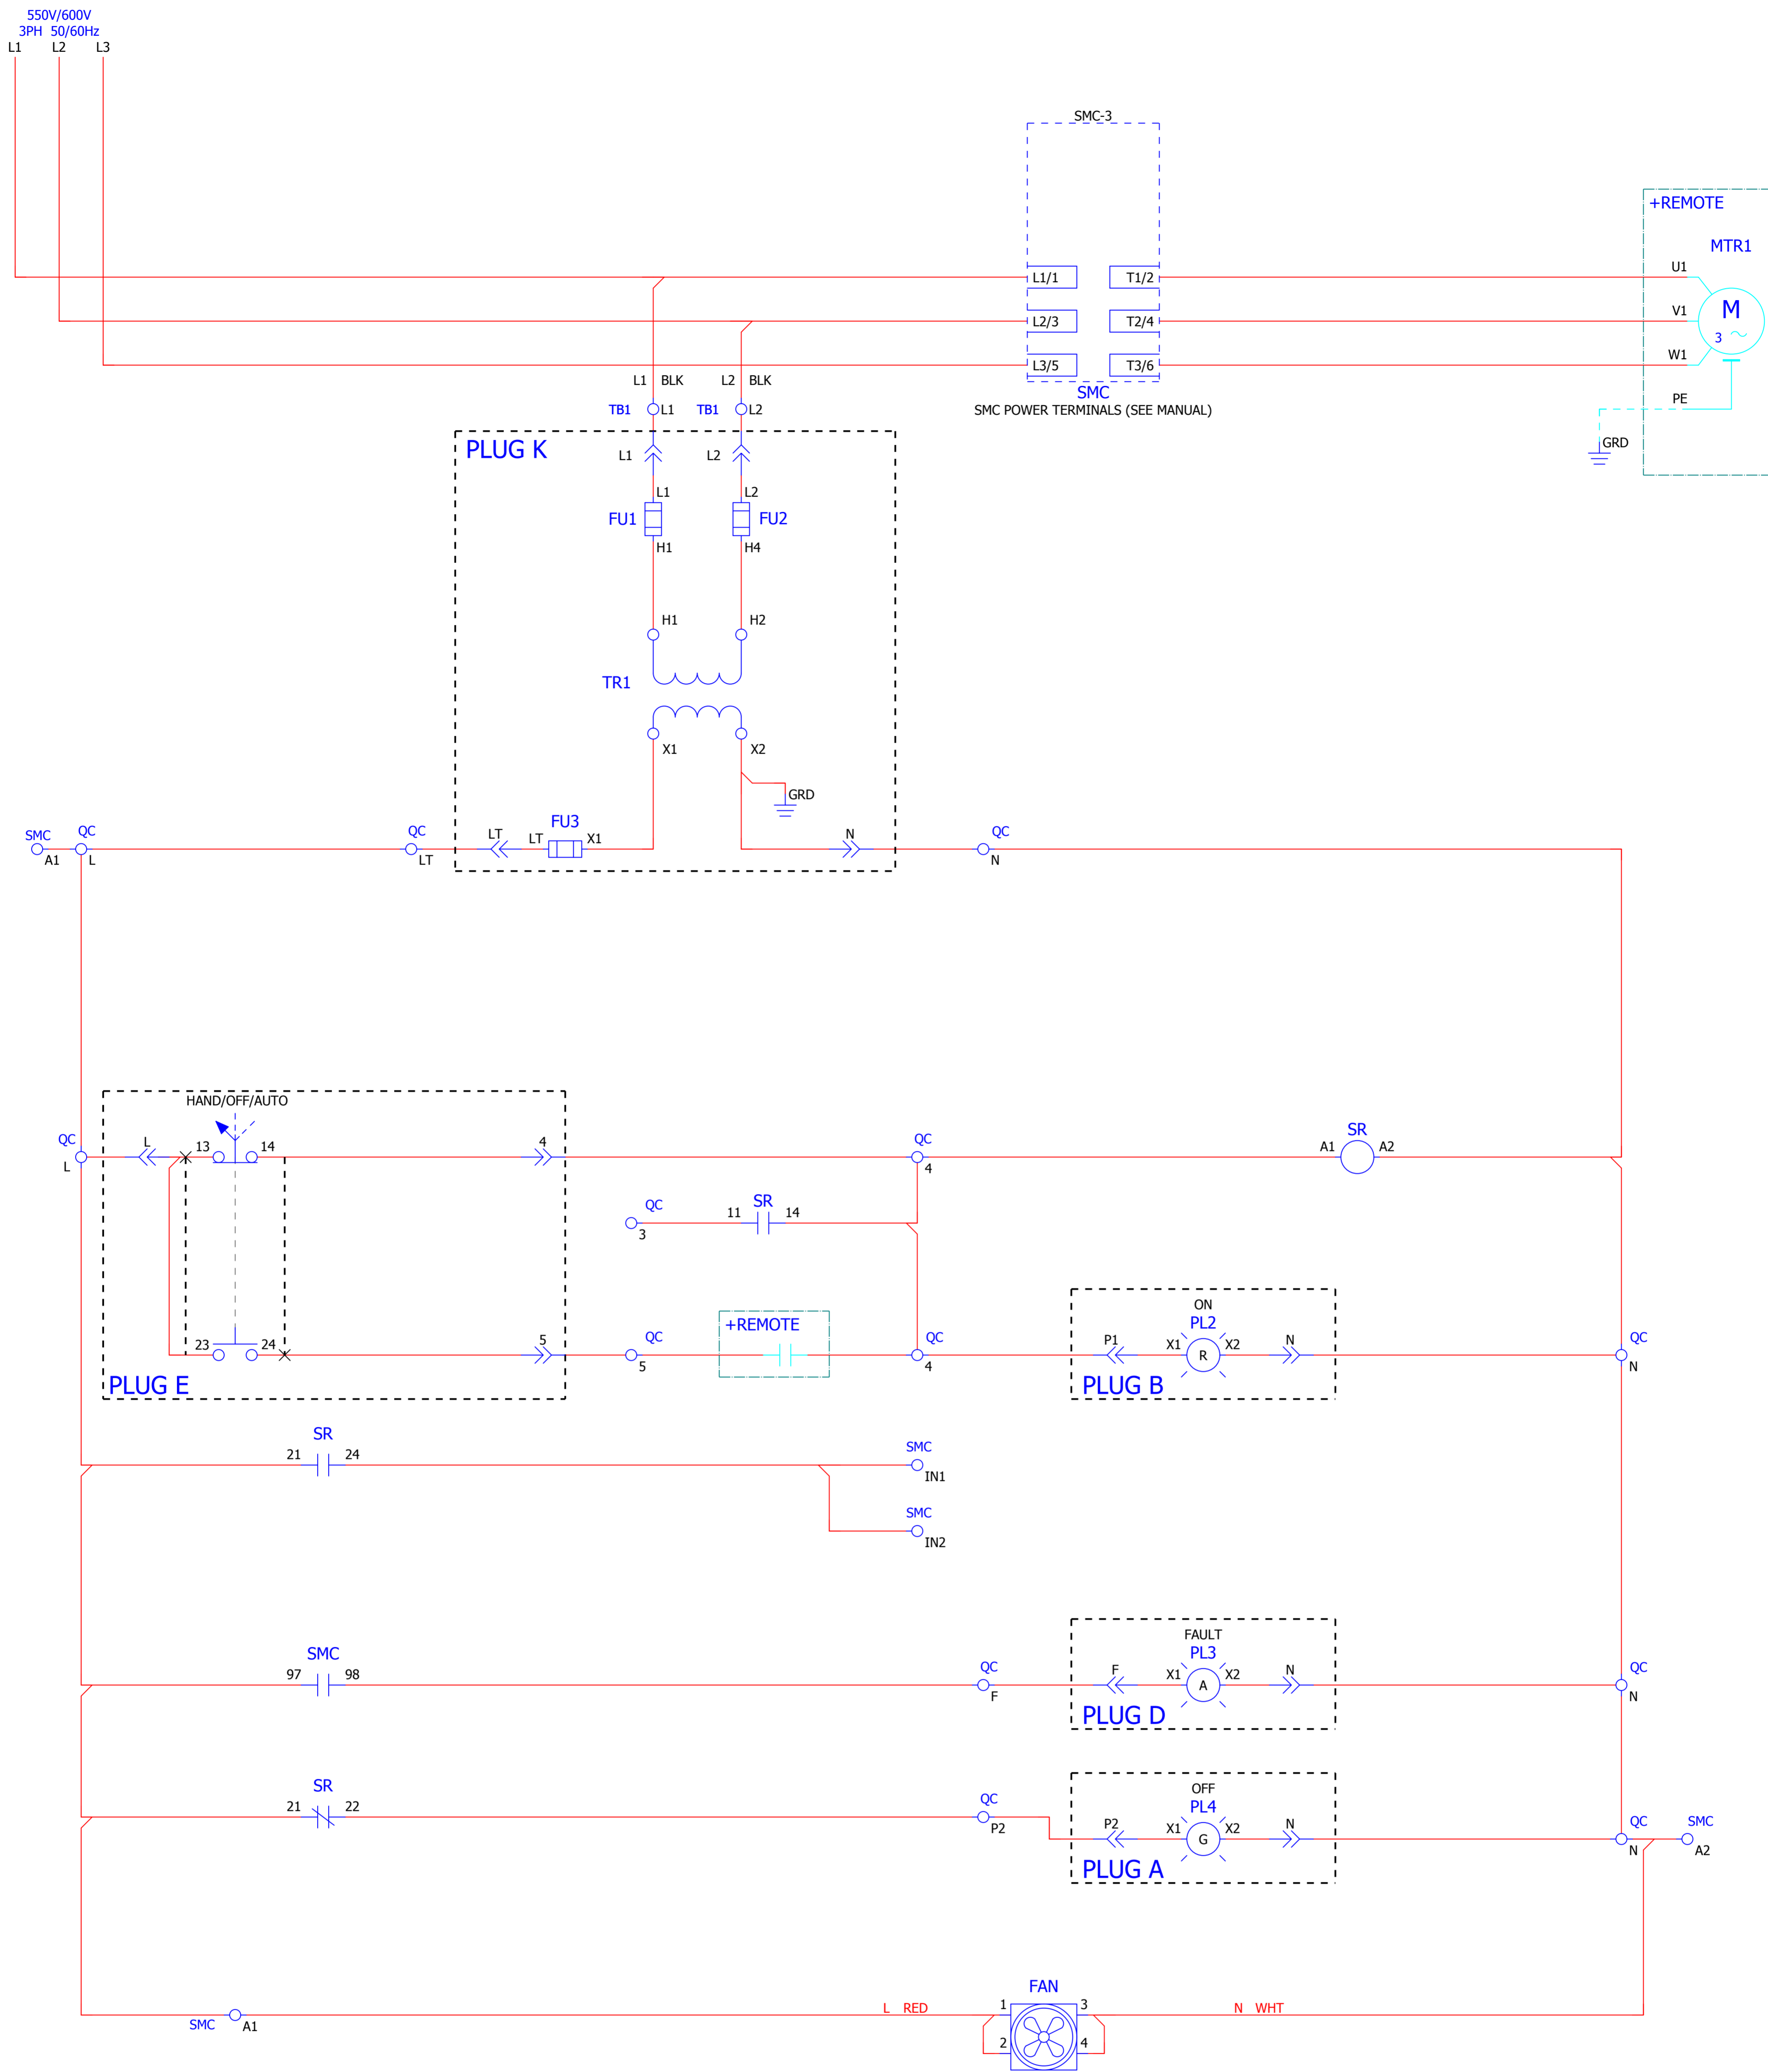 550V/600V
3PH 50/60Hz
L1 L2 L3
SMC-3
+REMOTE
MTR1
L1/1 T1/2 U1
L2/3 T2/4 V1 M
3
L3/5 T3/6 W1
SMC
SMC POWER TERMINALS (SEE MANUAL)
PE
GRD
L1 BLK L2 BLK
TB1 L1 TB1 L2
PLUG K
L1 L2
L1 L2
FU1 FU2
H1 H4
H1 H2
TR1
X1 X2
GRD
FU3
SMC QC QC LT LT X1 N QC
A1 L LT N
HAND/OFF/AUTO
QC L 13 14 4 QC SR
L 4 A1 A2
QC 11 SR 14
3
+REMOTE
ON
PL2
23 24 5 QC QC P1 X1 R X2 N QC
5 4 N
PLUG E
PLUG B
SR
21 24 SMC
IN1
SMC
IN2
FAULT
SMC PL3
97 98 QC F X1 A X2 N QC
F N
PLUG D
OFF
SR PL4
21 22 QC P2 X1 G X2 N QC SMC
P2 N A2
PLUG A
FAN
L RED 1 3 N WHT
SMC A1
2 4